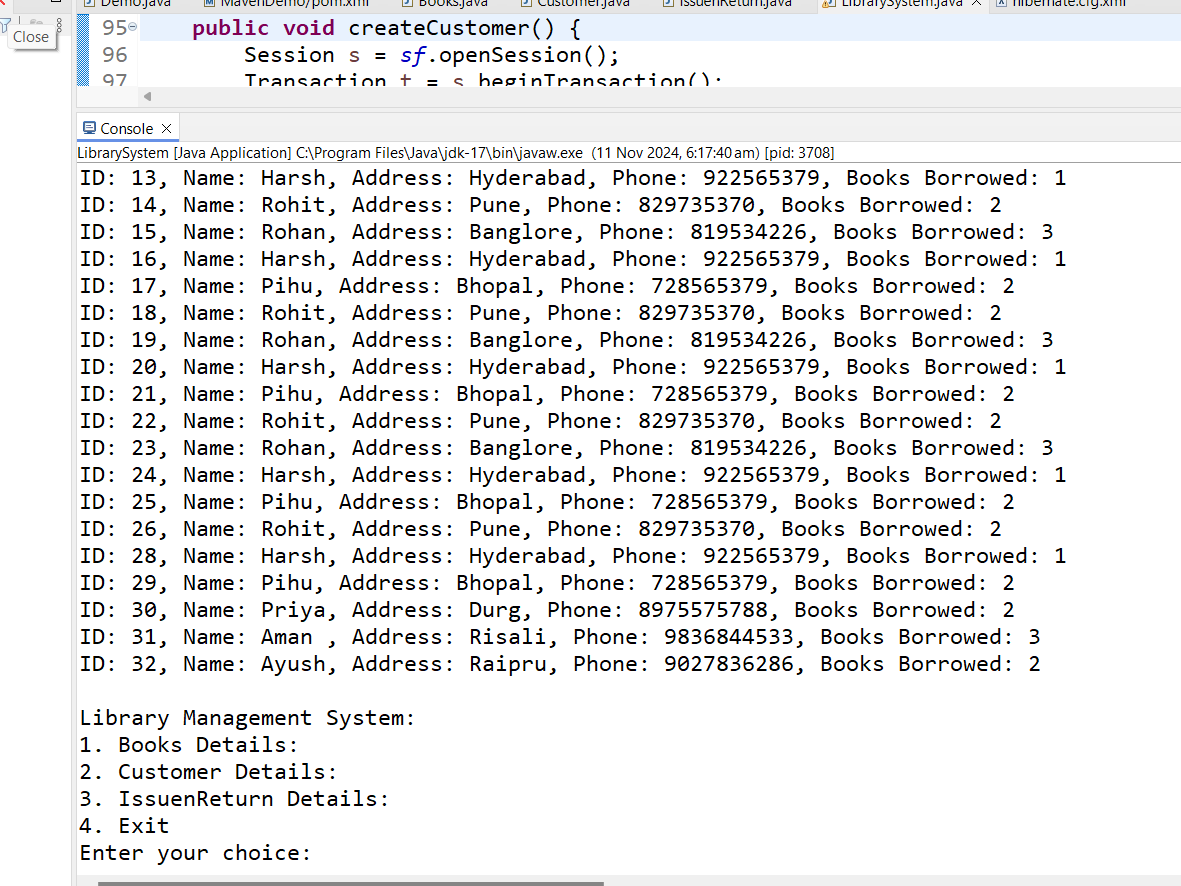 Demo.java MavenDemo/pom.xml Books.java Customer.java IssuenReturn.java LibrarySystem.java hibernate.cfg.xml
Close
95 public void createCustomer() {
96 Session s = sf.openSession();
97 Transaction t = s.beginTransaction();
Console
LibrarySystem [Java Application] C:\Program Files\Java\jdk-17\bin\javaw.exe (11 Nov 2024, 6:17:40 am) [pid: 3708]
ID: 13, Name: Harsh, Address: Hyderabad, Phone: 922565379, Books Borrowed: 1
ID: 14, Name: Rohit, Address: Pune, Phone: 829735370, Books Borrowed: 2
ID: 15, Name: Rohan, Address: Banglore, Phone: 819534226, Books Borrowed: 3
ID: 16, Name: Harsh, Address: Hyderabad, Phone: 922565379, Books Borrowed: 1
ID: 17, Name: Pihu, Address: Bhopal, Phone: 728565379, Books Borrowed: 2
ID: 18, Name: Rohit, Address: Pune, Phone: 829735370, Books Borrowed: 2
ID: 19, Name: Rohan, Address: Banglore, Phone: 819534226, Books Borrowed: 3
ID: 20, Name: Harsh, Address: Hyderabad, Phone: 922565379, Books Borrowed: 1
ID: 21, Name: Pihu, Address: Bhopal, Phone: 728565379, Books Borrowed: 2
ID: 22, Name: Rohit, Address: Pune, Phone: 829735370, Books Borrowed: 2
ID: 23, Name: Rohan, Address: Banglore, Phone: 819534226, Books Borrowed: 3
ID: 24, Name: Harsh, Address: Hyderabad, Phone: 922565379, Books Borrowed: 1
ID: 25, Name: Pihu, Address: Bhopal, Phone: 728565379, Books Borrowed: 2
ID: 26, Name: Rohit, Address: Pune, Phone: 829735370, Books Borrowed: 2
ID: 28, Name: Harsh, Address: Hyderabad, Phone: 922565379, Books Borrowed: 1
ID: 29, Name: Pihu, Address: Bhopal, Phone: 728565379, Books Borrowed: 2
ID: 30, Name: Priya, Address: Durg, Phone: 8975575788, Books Borrowed: 2
ID: 31, Name: Aman , Address: Risali, Phone: 9836844533, Books Borrowed: 3
ID: 32, Name: Ayush, Address: Raipru, Phone: 9027836286, Books Borrowed: 2
Library Management System:
1. Books Details:
2. Customer Details:
3. IssuenReturn Details:
4. Exit
Enter your choice: